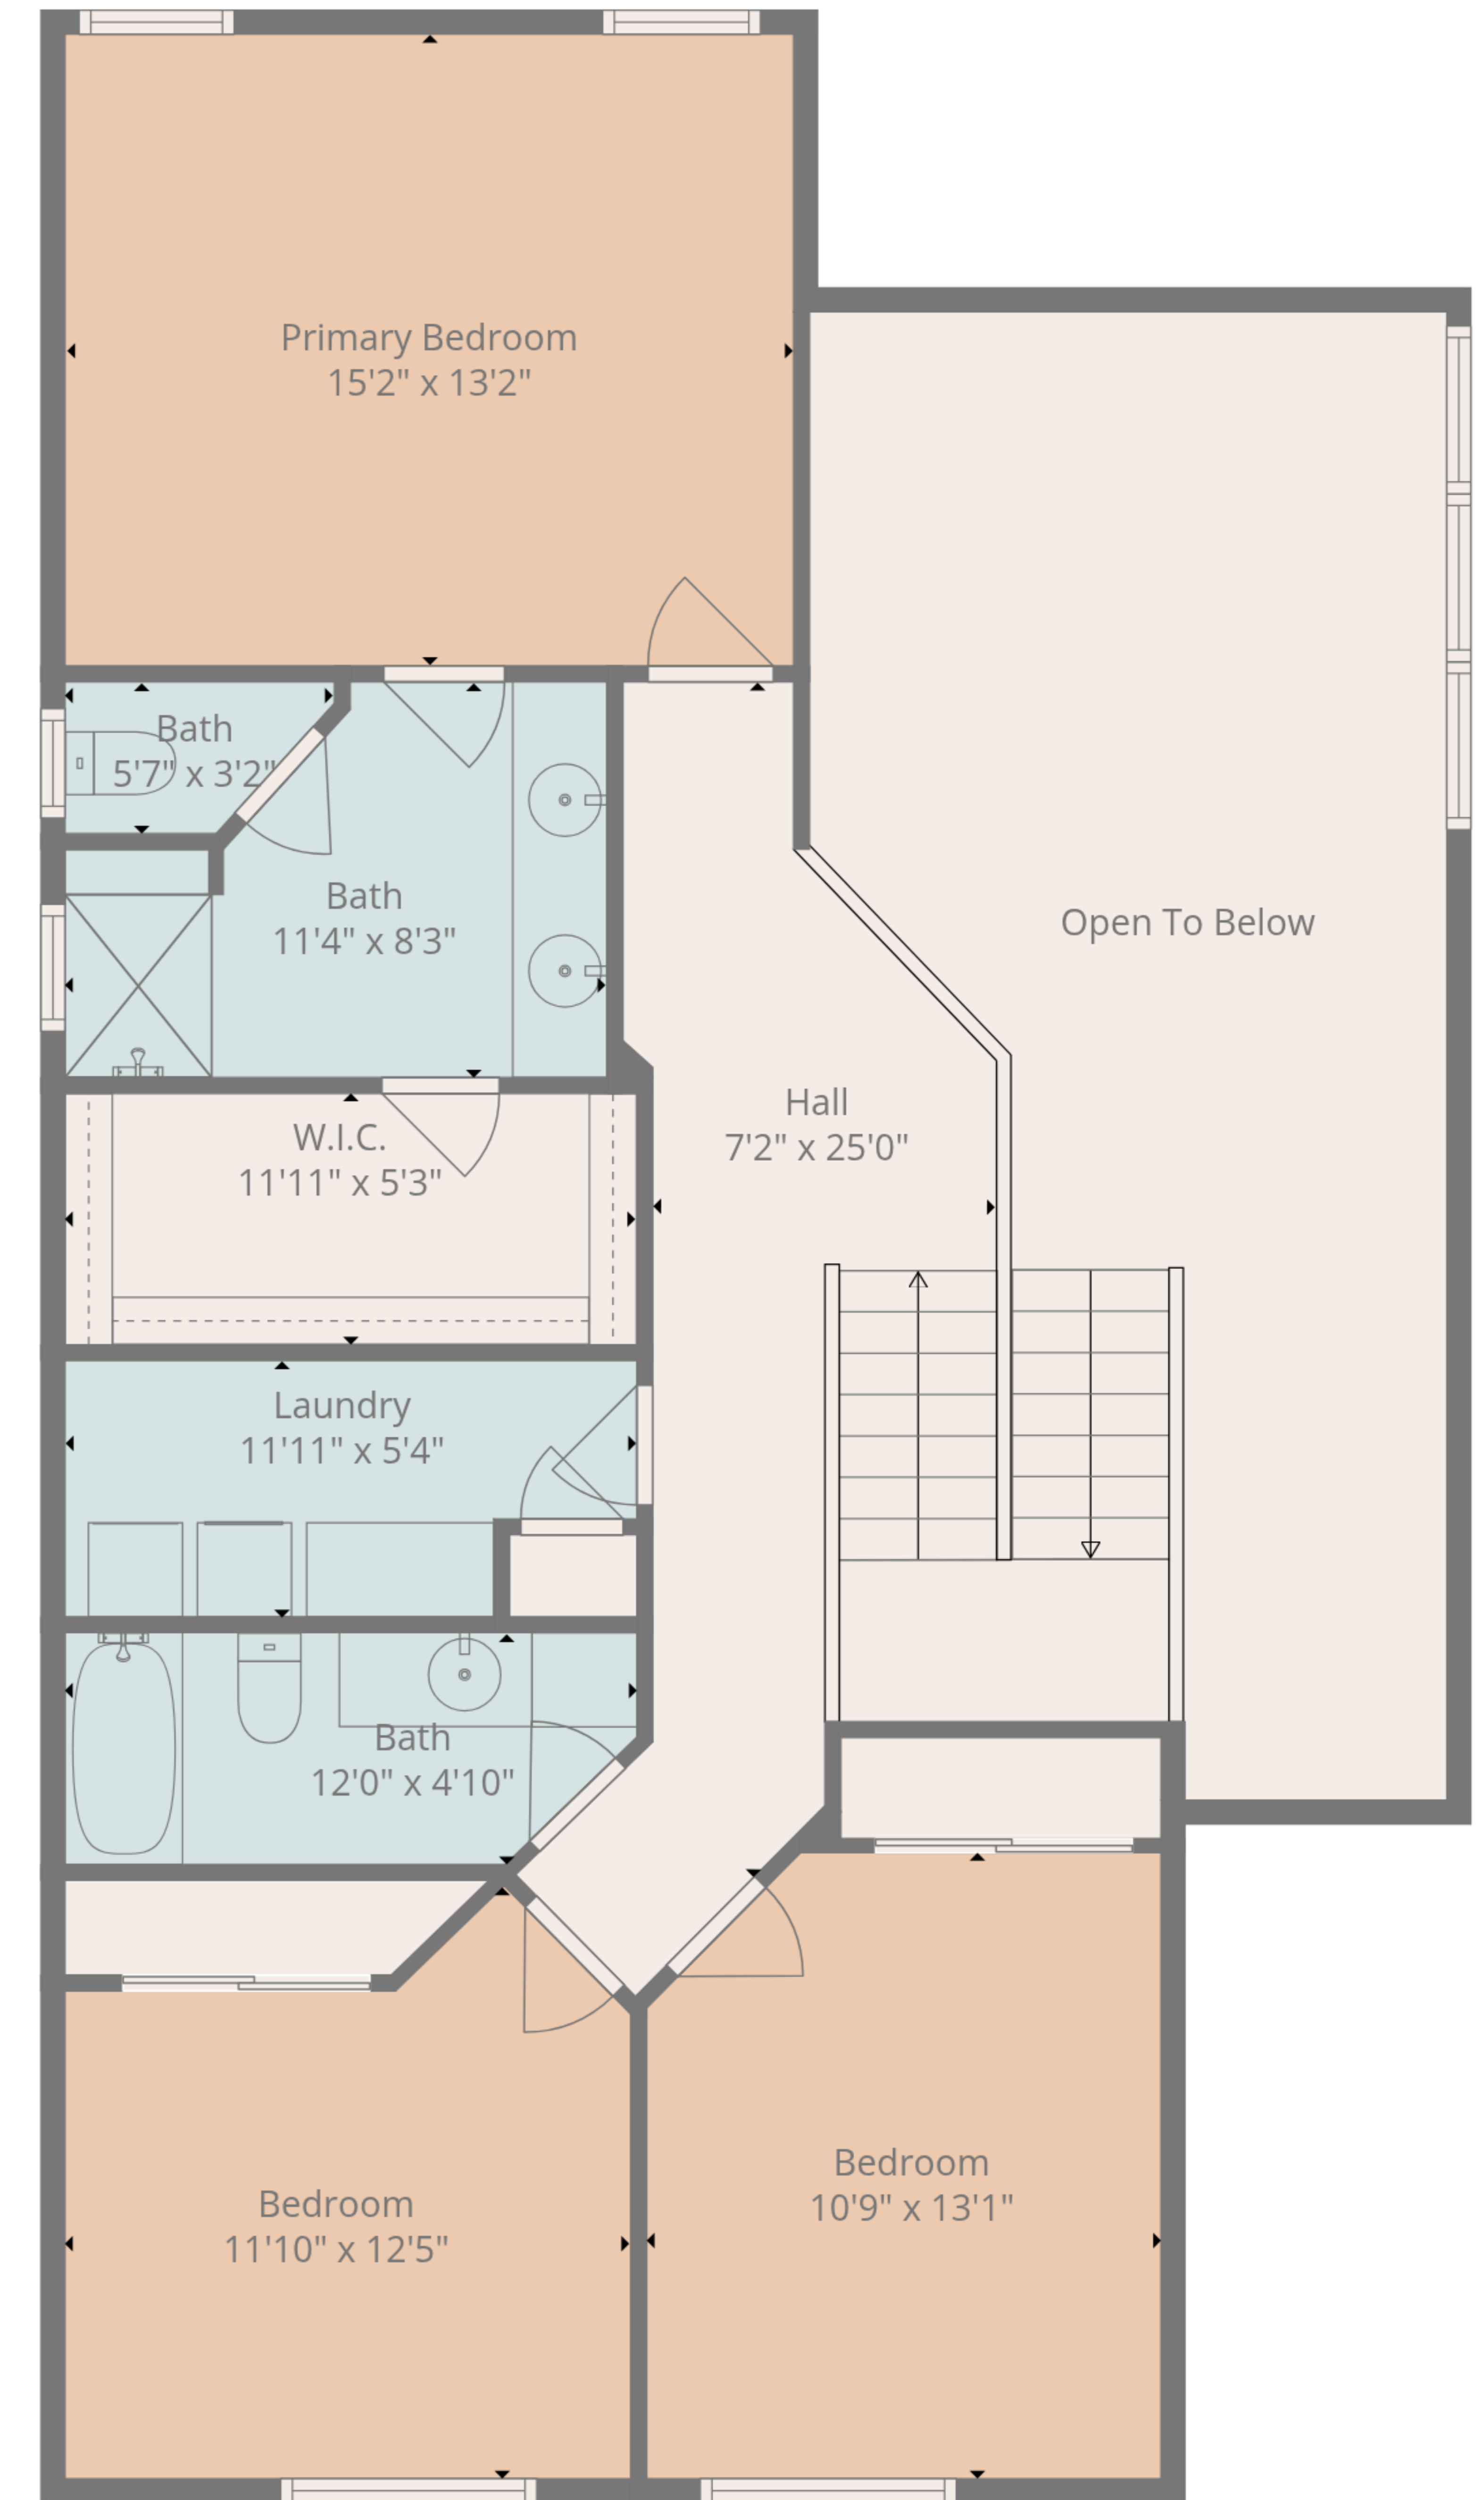 Primary Bedroom
15'2" x 13'2"
Bath
5'7" x 3'2"
Bath
11'4" x 8'3"
Open To Below
Hall
7'2" x 25'0"
W.I.C.
11'11" x 5'3"
Laundry
11'11" x 5'4"
Bath
12'0" x 4'10"
Bedroom
10'9" x 13'1"
Bedroom
11'10" x 12'5"